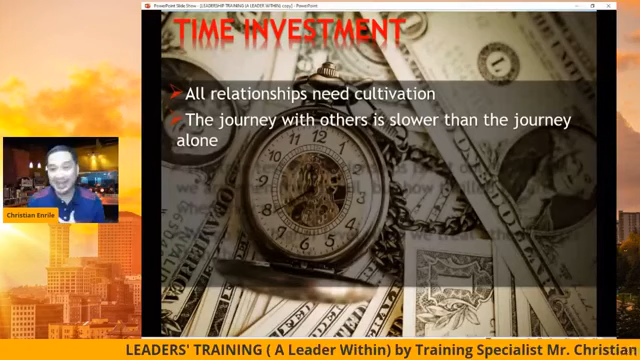 PowerPoint Slide Show - [LEADERSHIP TRAINING (A LEADER WITHIN) copy] - PowerPoint
TIME INVESTMENT
All relationships need cultivation
The journey with others is slower than the journey
alone
Christian Enrile
LEADERS' TRAINING ( A Leader Within) by Training Specialist Mr. Christian